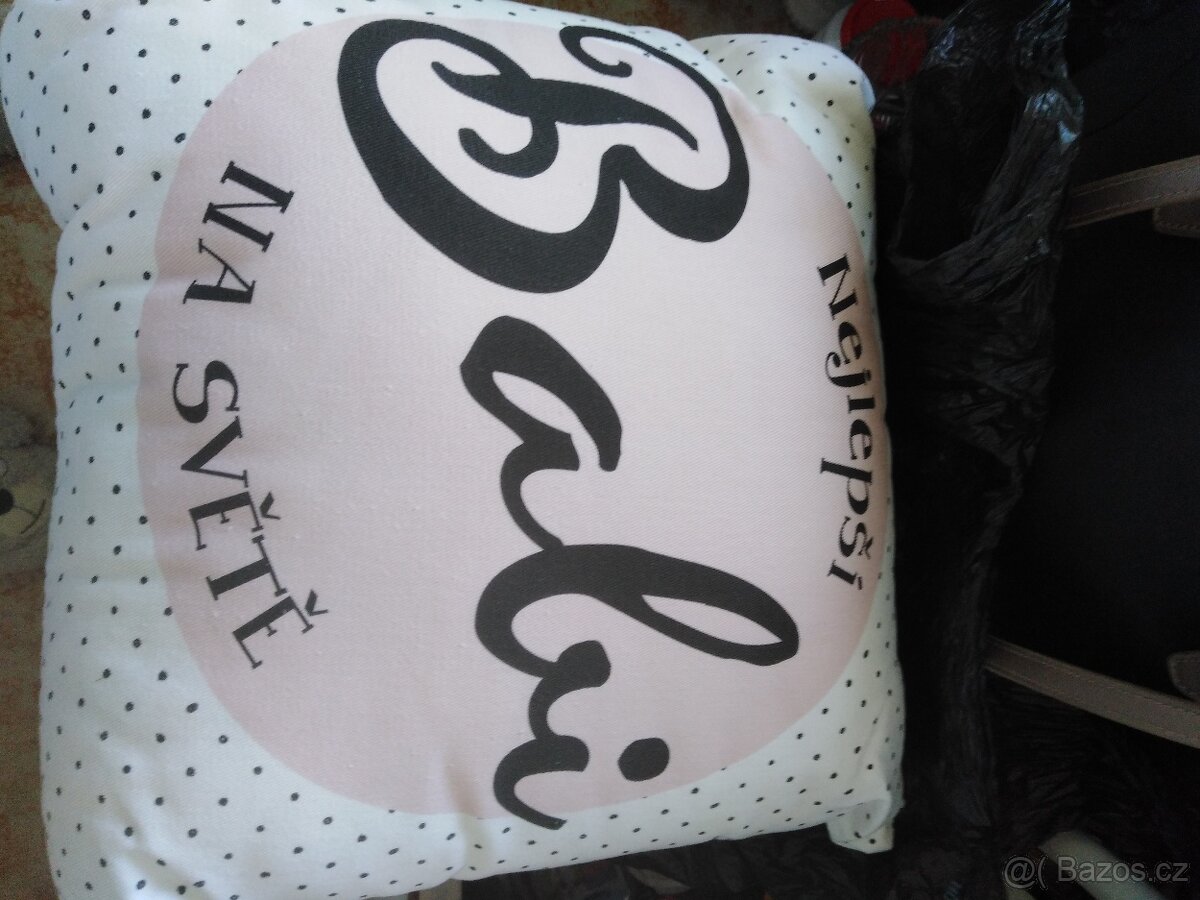 Nejlepší
Babi
NA SVĚTĚ
@( Bazos.cz